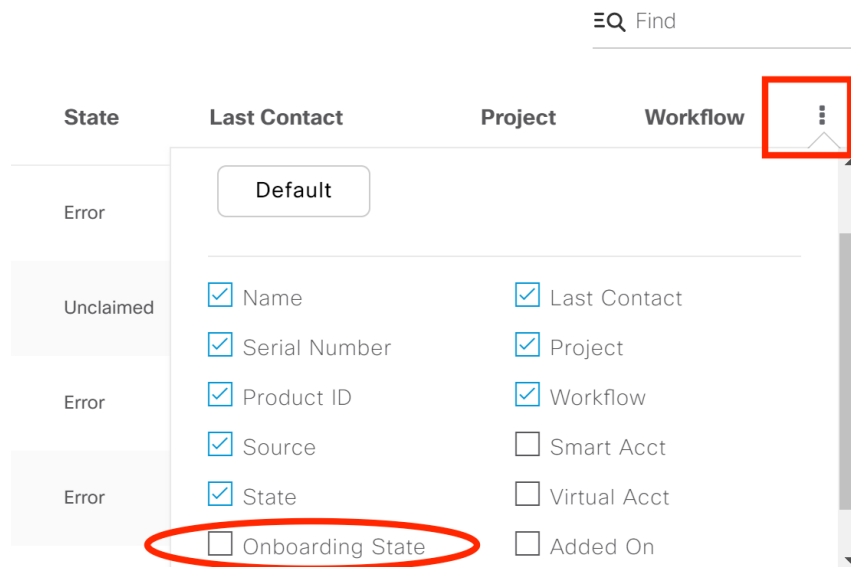 Find
State Last Contact Project Workflow
Default
Error
Unclaimed
Error
Error
Name Last Contact
Serial Number Project
Product ID Workflow
Source Smart Acct
State Virtual Acct
Onboarding State Added On